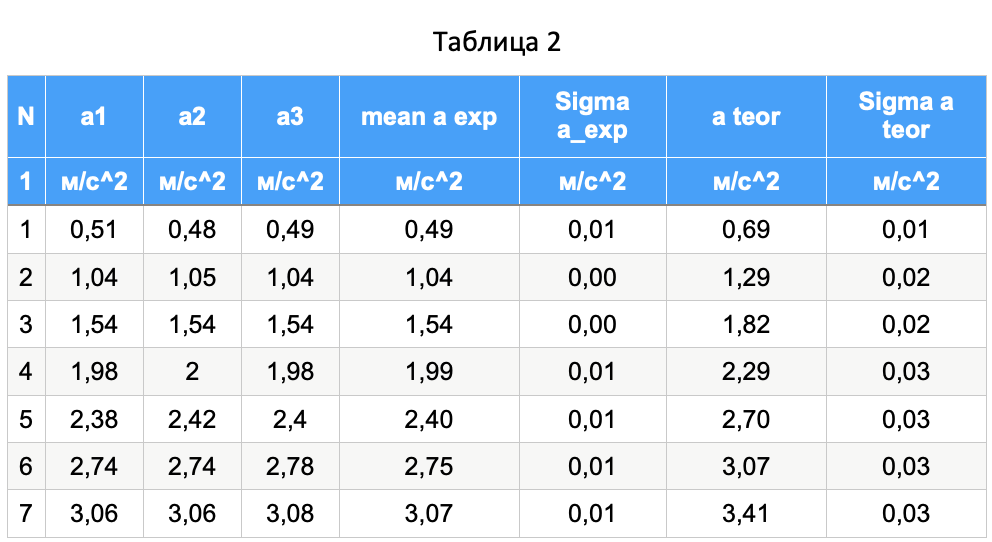 Таблица 2
N a1 a2 a3 mean a exp Sigma a_exp a teor Sigma a teor
1 м/с^2 м/с^2 м/с^2 м/с^2 м/с^2 м/с^2 м/с^2
1 0,51 0,48 0,49 0,49 0,01 0,69 0,01
2 1,04 1,05 1,04 1,04 0,00 1,29 0,02
3 1,54 1,54 1,54 1,54 0,00 1,82 0,02
4 1,98 2 1,98 1,99 0,01 2,29 0,03
5 2,38 2,42 2,4 2,40 0,01 2,70 0,03
6 2,74 2,74 2,78 2,75 0,01 3,07 0,03
7 3,06 3,06 3,08 3,07 0,01 3,41 0,03